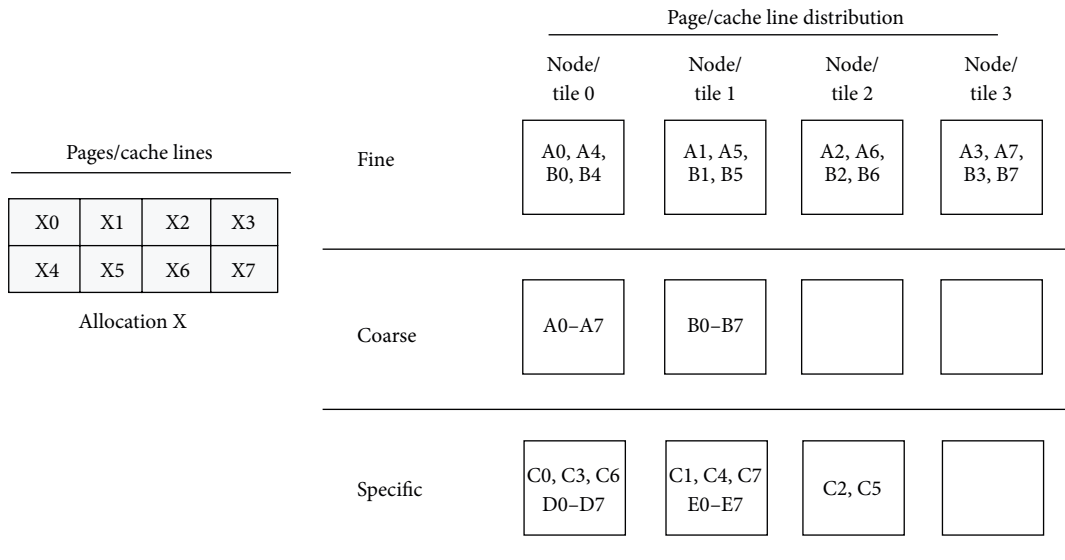 Page/cache line distribution
Node/ Node/ Node/ Node/
tile 0 tile 1 tile 2 tile 3
Pages/cache lines
X0 X1 X2 X3
X4 X5 X6 X7
Allocation X
Fine
A0, A4, A1, A5, A2, A6, A3, A7,
B0, B4 B1, B5 B2, B6 B3, B7
Coarse
A0–A7 B0–B7
Specific
C0, C3, C6 C1, C4, C7 C2, C5
D0–D7 E0–E7